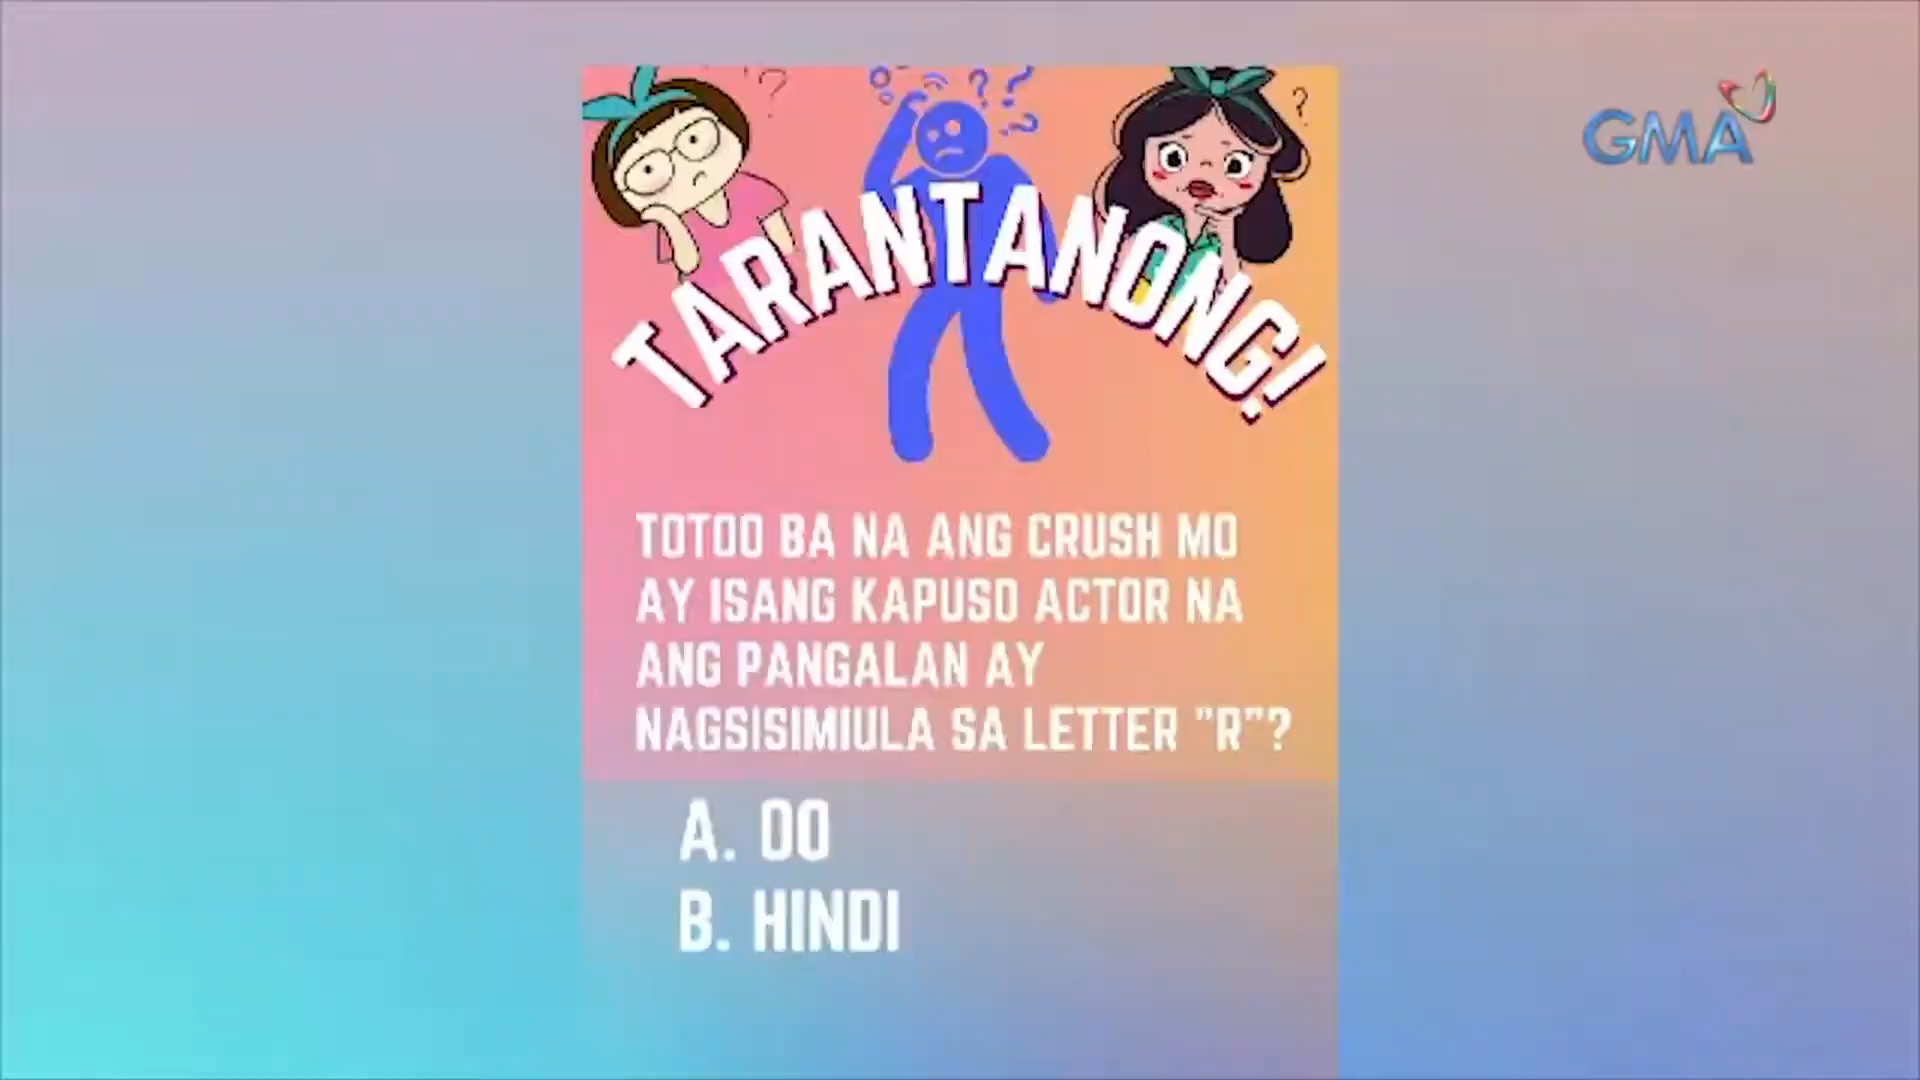 GMA
TARANTANONG!
TOTOO BA NA ANG CRUSH MO
AY ISANG KAPUSO ACTOR NA
ANG PANGALAN AY
NAGSISIMIULA SA LETTER "R"?
A. OO
B. HINDI